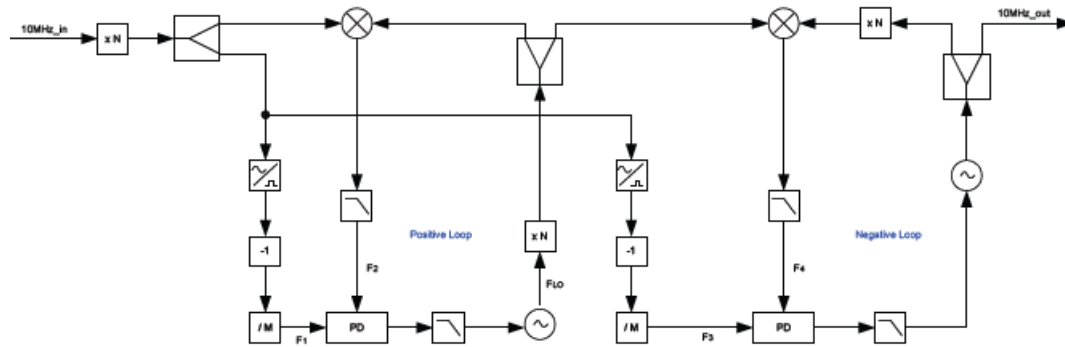 10MHz_in
x N
x N
10MHz_out
-1
Positive Loop
x N
-1
Negative Loop
F2
FLO
F4
/ M
F1
PD
/ M
F3
PD